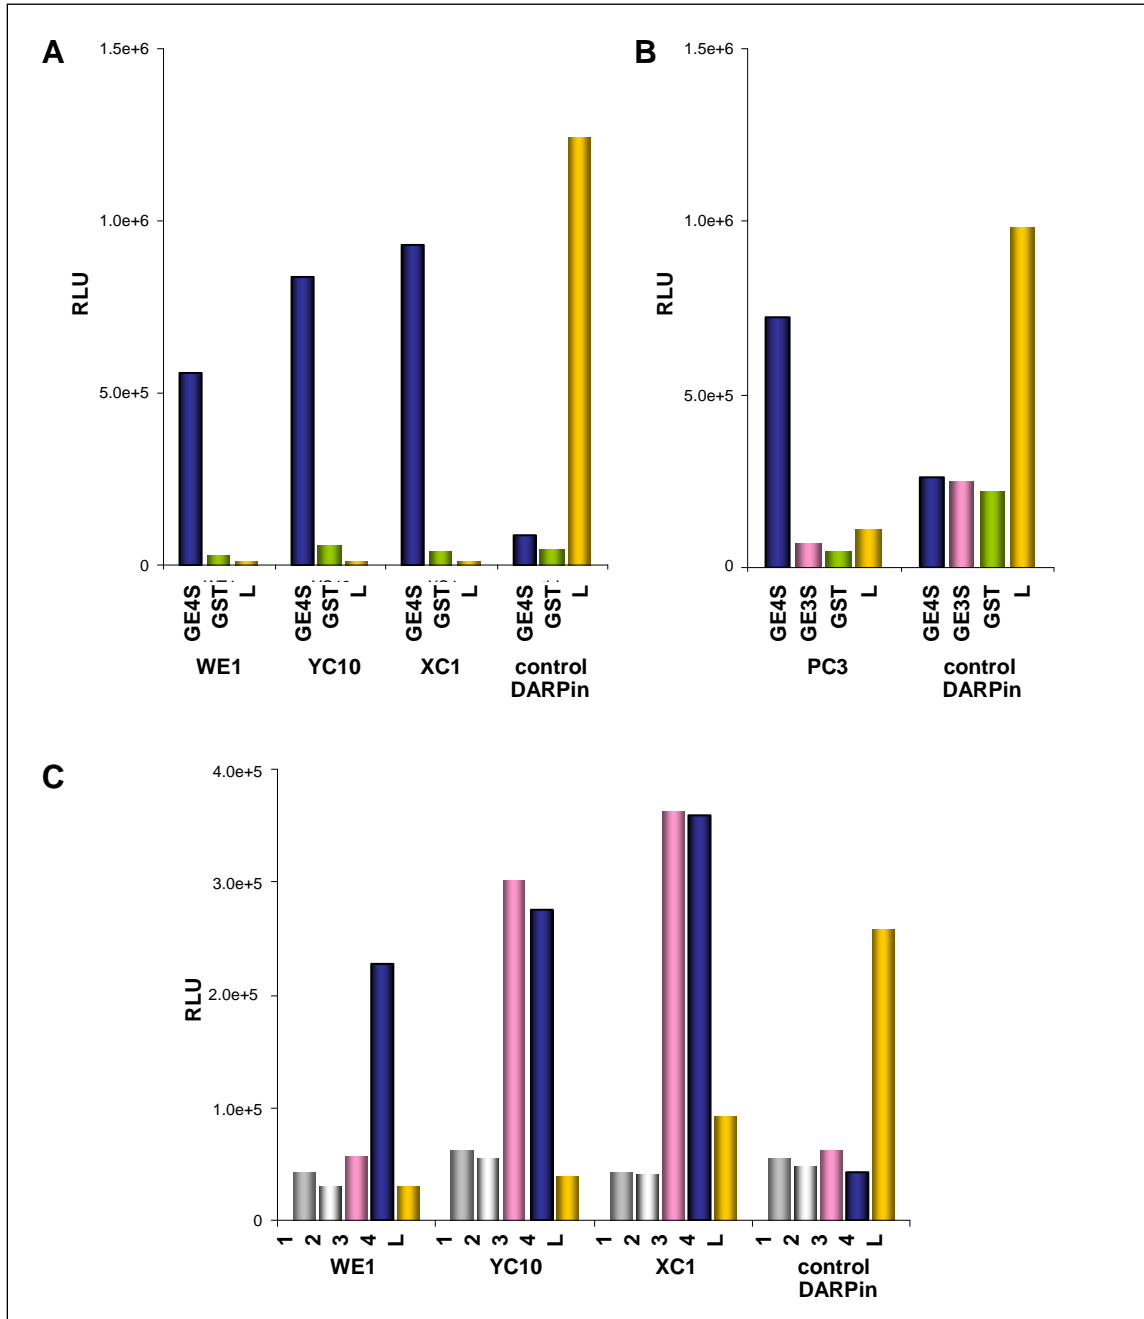 A
1.5e+6
1.0e+6
5.0e+5
0
RLU
GE4S GST L GE4S GST L GE4S GST L GE4S GST L
WE1 YC10 XC1 control
DARPin
B
1.5e+6
1.0e+6
5.0e+5
0
RLU
GE4S GE3S GST L GE4S GE3S GST L
PC3 control
DARPin
C
4.0e+5
3.0e+5
2.0e+5
1.0e+5
0
RLU
1 2 3 4 L 1 2 3 4 L 1 2 3 4 L 1 2 3 4 L
WE1 YC10 XC1 control
DARPin